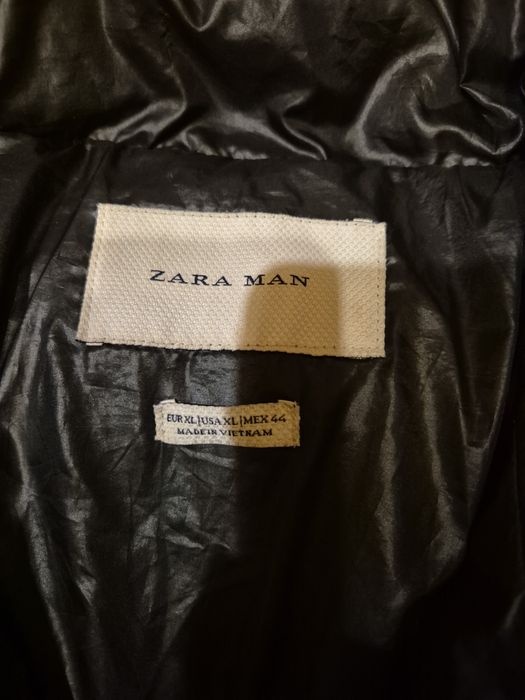 ZARA MAN
EUR XL|USA XL|MEX 44
MADE IN VIETNAM